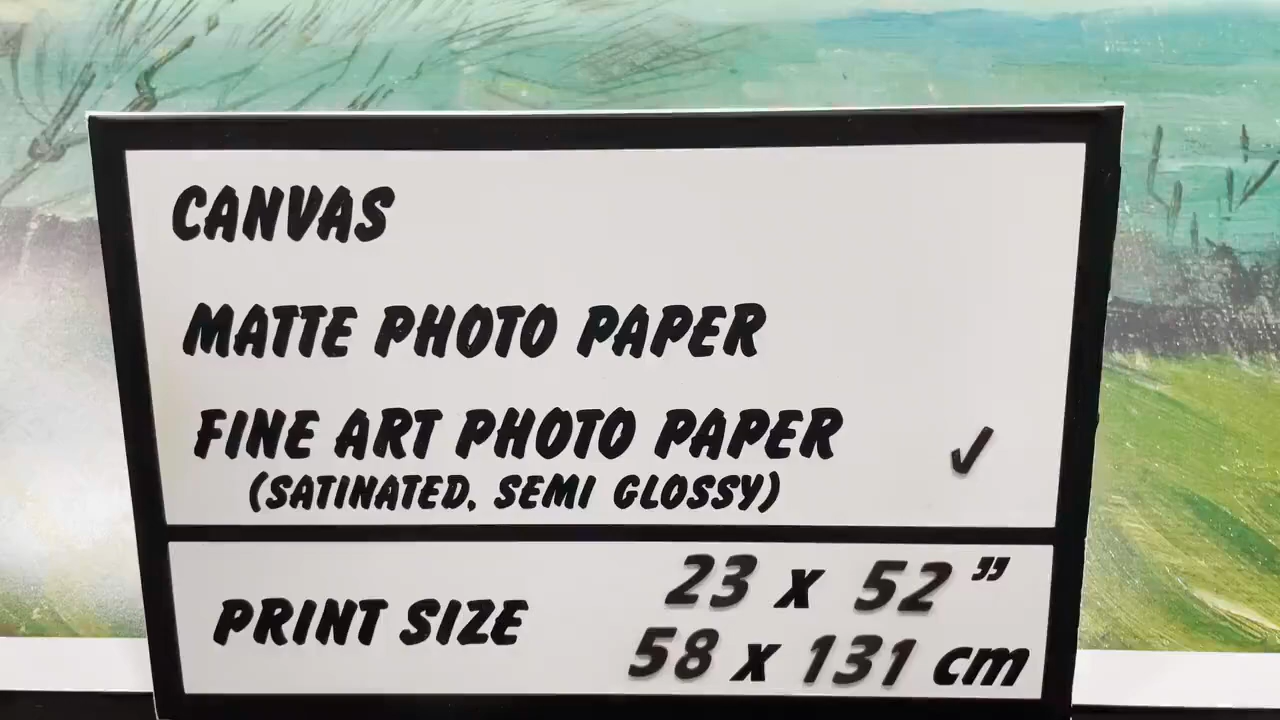 CANVAS
MATTE PHOTO PAPER
FINE ART PHOTO PAPER ✓
(SATINATED, SEMI GLOSSY)
PRINT SIZE
23 x 52"
58 x 131 cm